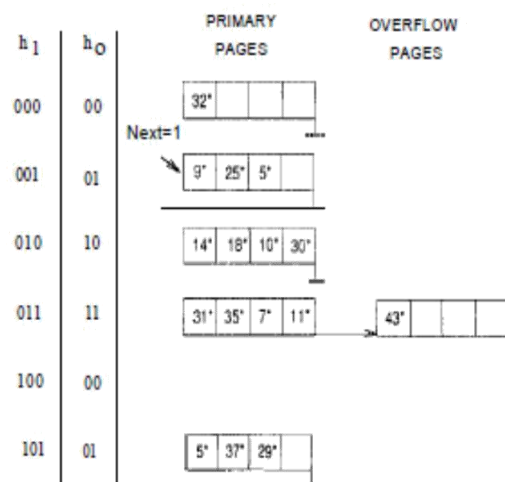 h1 h0 PRIMARY PAGES OVERFLOW PAGES
000 00 32*
Next=1
001 01 9* 25* 5*
010 10 14* 18* 10* 30*
011 11 31* 35* 7* 11* 43*
100 00
101 01 5* 37* 29*